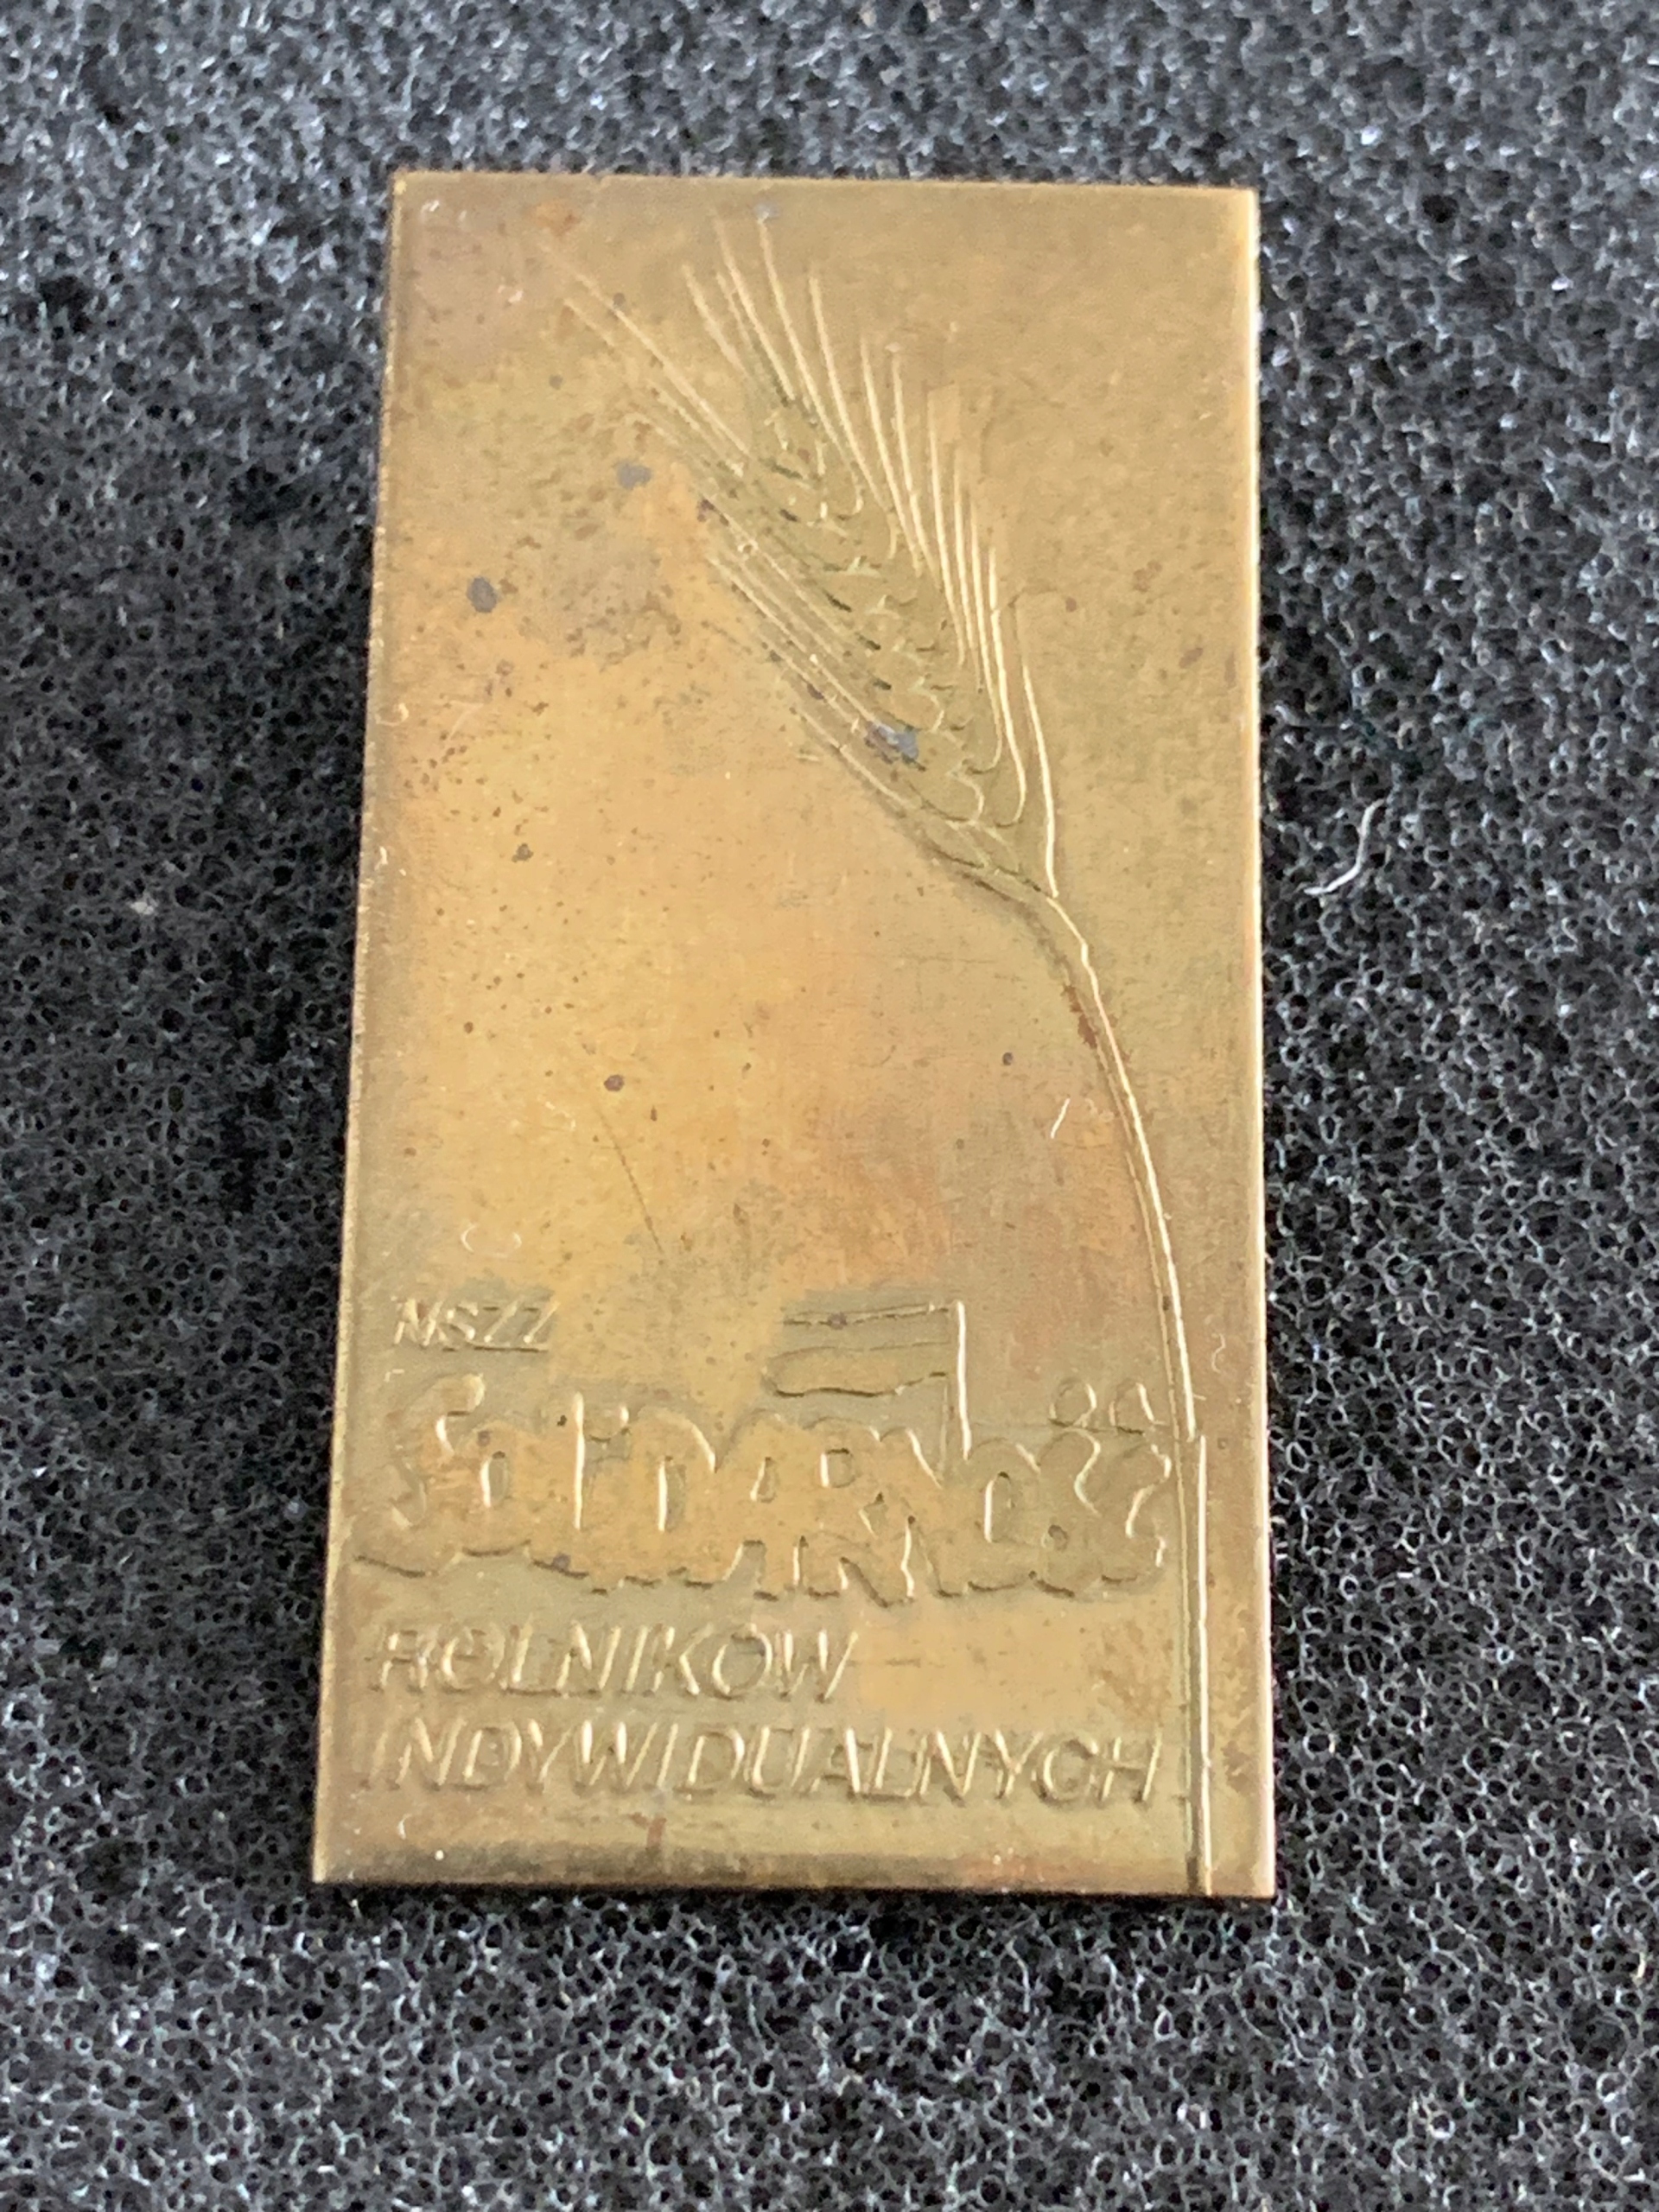 NSZZ
SOLIDARNOŚĆ
ROLNIKÓW
INDYWIDUALNYCH